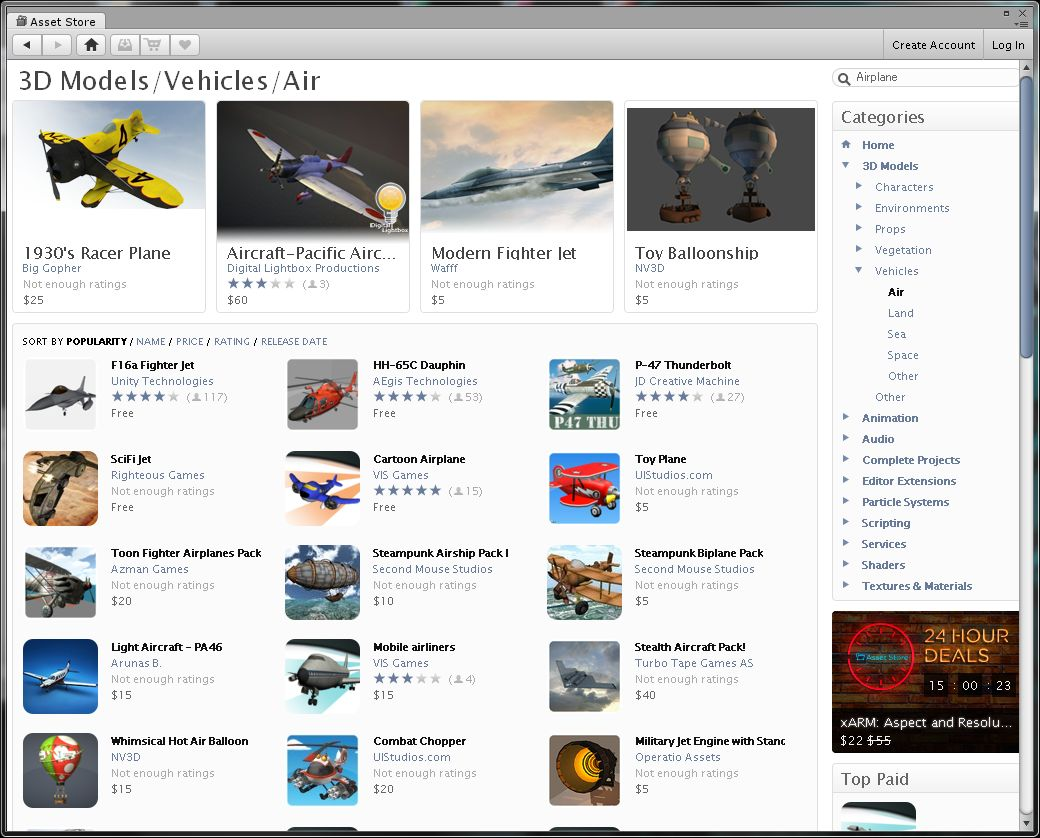 Asset Store
Create Account
Log In
3D Models/Vehicles/Air
Airplane
4
4
Digital
Lightbox
1930's Racer Plane
Big Gopher
Not enough ratings
$25
Aircraft-Pacific Airc...
Digital Lightbox Productions
(3)
$60
Modern Fighter Jet
Wafff
Not enough ratings
$5
Toy Balloonship
NV3D
Not enough ratings
$5
SORT BY POPULARITY / NAME / PRICE / RATING / RELEASE DATE
F16a Fighter Jet
Unity Technologies
(117)
Free
HH-65C Dauphin
AEgis Technologies
(53)
Free
P47 THU
P-47 Thunderbolt
JD Creative Machine
(27)
Free
SciFi Jet
Righteous Games
Not enough ratings
Free
Cartoon Airplane
VIS Games
(15)
Free
Toy Plane
UIStudios.com
Not enough ratings
$5
Toon Fighter Airplanes Pack
Azman Games
Not enough ratings
$20
Steampunk Airship Pack I
Second Mouse Studios
Not enough ratings
$10
Steampunk Biplane Pack
Second Mouse Studios
Not enough ratings
$5
Light Aircraft - PA46
Arunas B.
Not enough ratings
$15
Mobile airliners
VIS Games
(4)
$15
Stealth Aircraft Pack!
Turbo Tape Games AS
Not enough ratings
$40
Whimsical Hot Air Balloon
NV3D
Not enough ratings
$15
Combat Chopper
UIStudios.com
Not enough ratings
$20
Military Jet Engine with Stand
Operatio Assets
Not enough ratings
$5
Categories
Home
3D Models
Characters
Environments
Props
Vegetation
Vehicles
Air
Land
Sea
Space
Other
Other
Animation
Audio
Complete Projects
Editor Extensions
Particle Systems
Scripting
Services
Shaders
Textures & Materials
Asset Store
24 HOUR
DEALS
15 : 00 : 23
xARM: Aspect and Resolu...
$22 $55
Top Paid